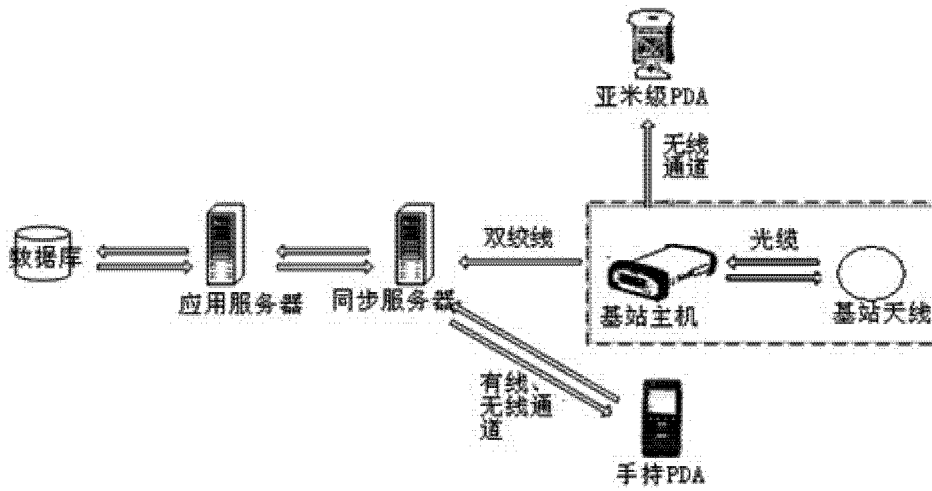 亚米级PDA
无线
通道
双绞线
光缆
数据库
应用服务器
同步服务器
基站主机
基站天线
有线、
无线通
道
手持PDA